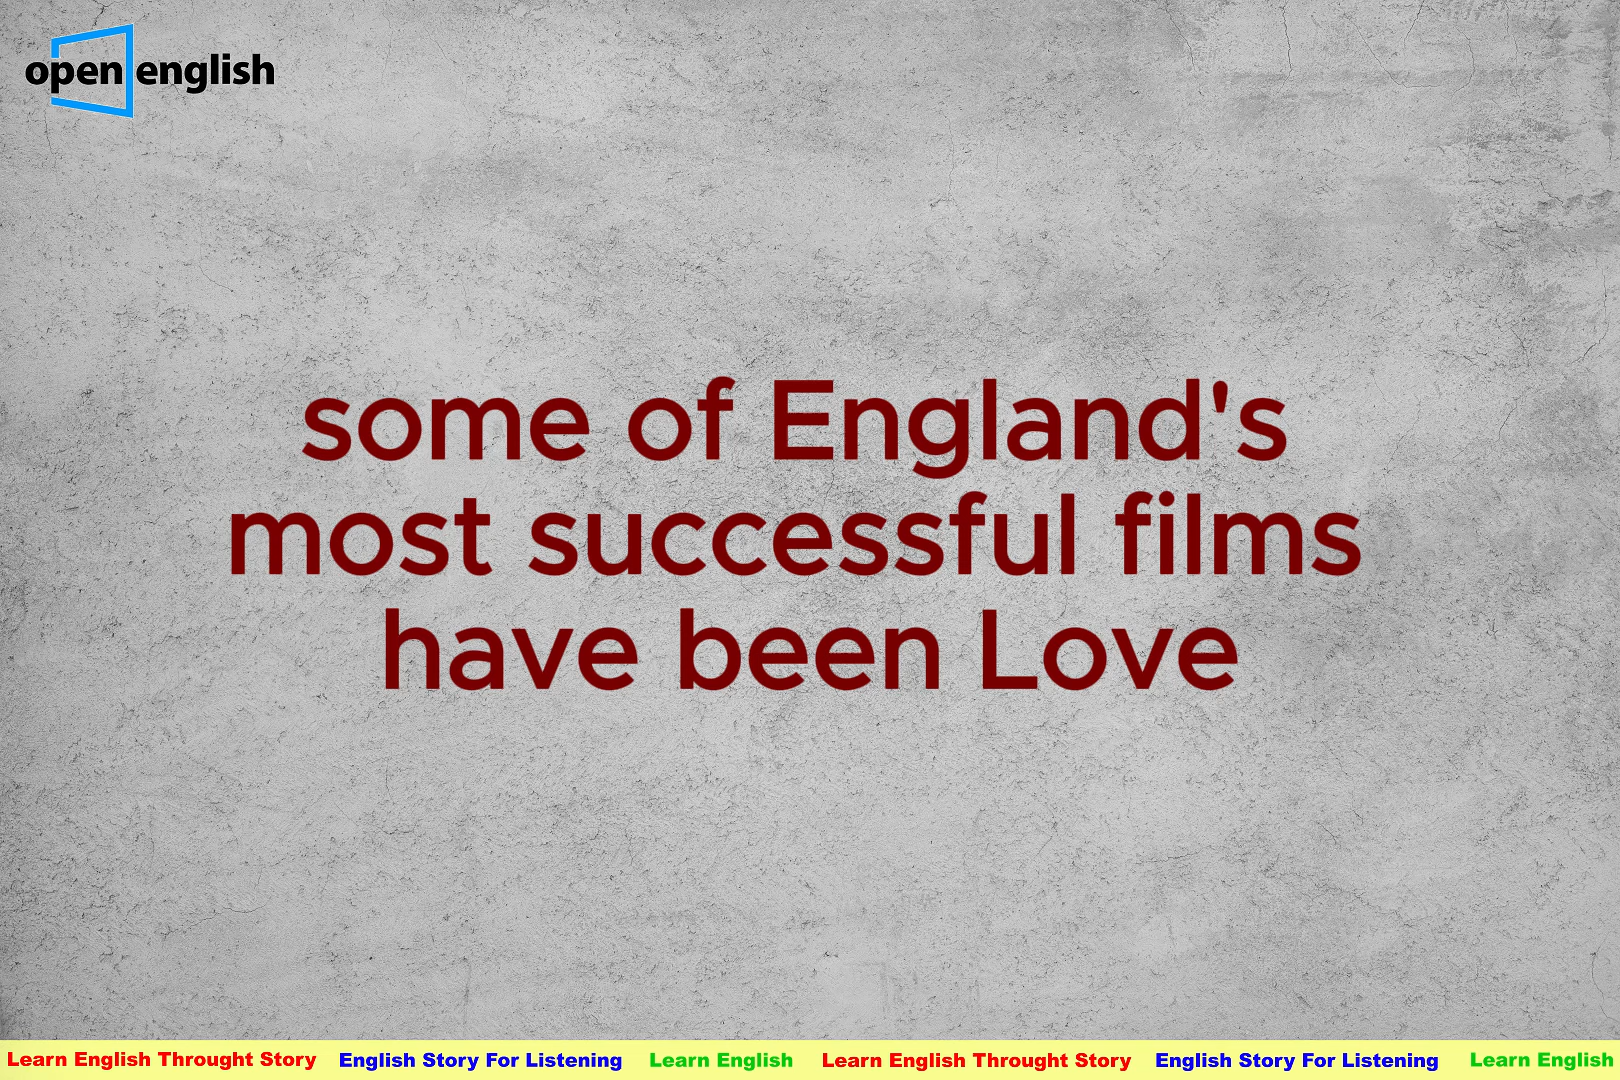 open english
some of England's
most successful films
have been Love
Learn English Throught Story English Story For Listening Learn English Learn English Throught Story English Story For Listening Learn English